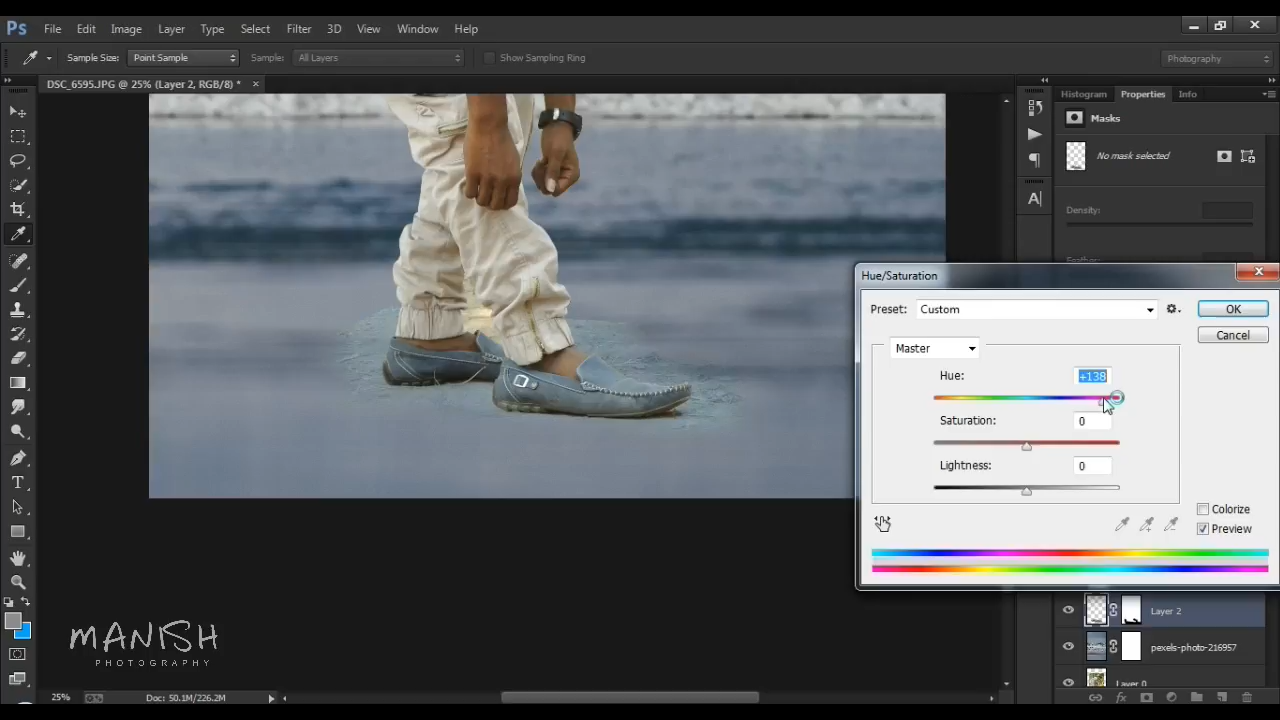 Ps File Edit Image Layer Type Select Filter 3D View Window Help
Sample Size: Point Sample Sample: All Layers Show Sampling Ring Photography
DSC_6595.JPG @ 25% (Layer 2, RGB/8) *
Histogram Properties Info
Masks
No mask selected
Density:
Hue/Saturation
Preset: Custom OK
Cancel
Master
Hue: +138
Saturation: 0
Lightness: 0
Colorize
Preview
Layer 2
pexels-photo-216957
Layer 0
MANISH
PHOTOGRAPHY
25% Doc: 50.1M/226.2M